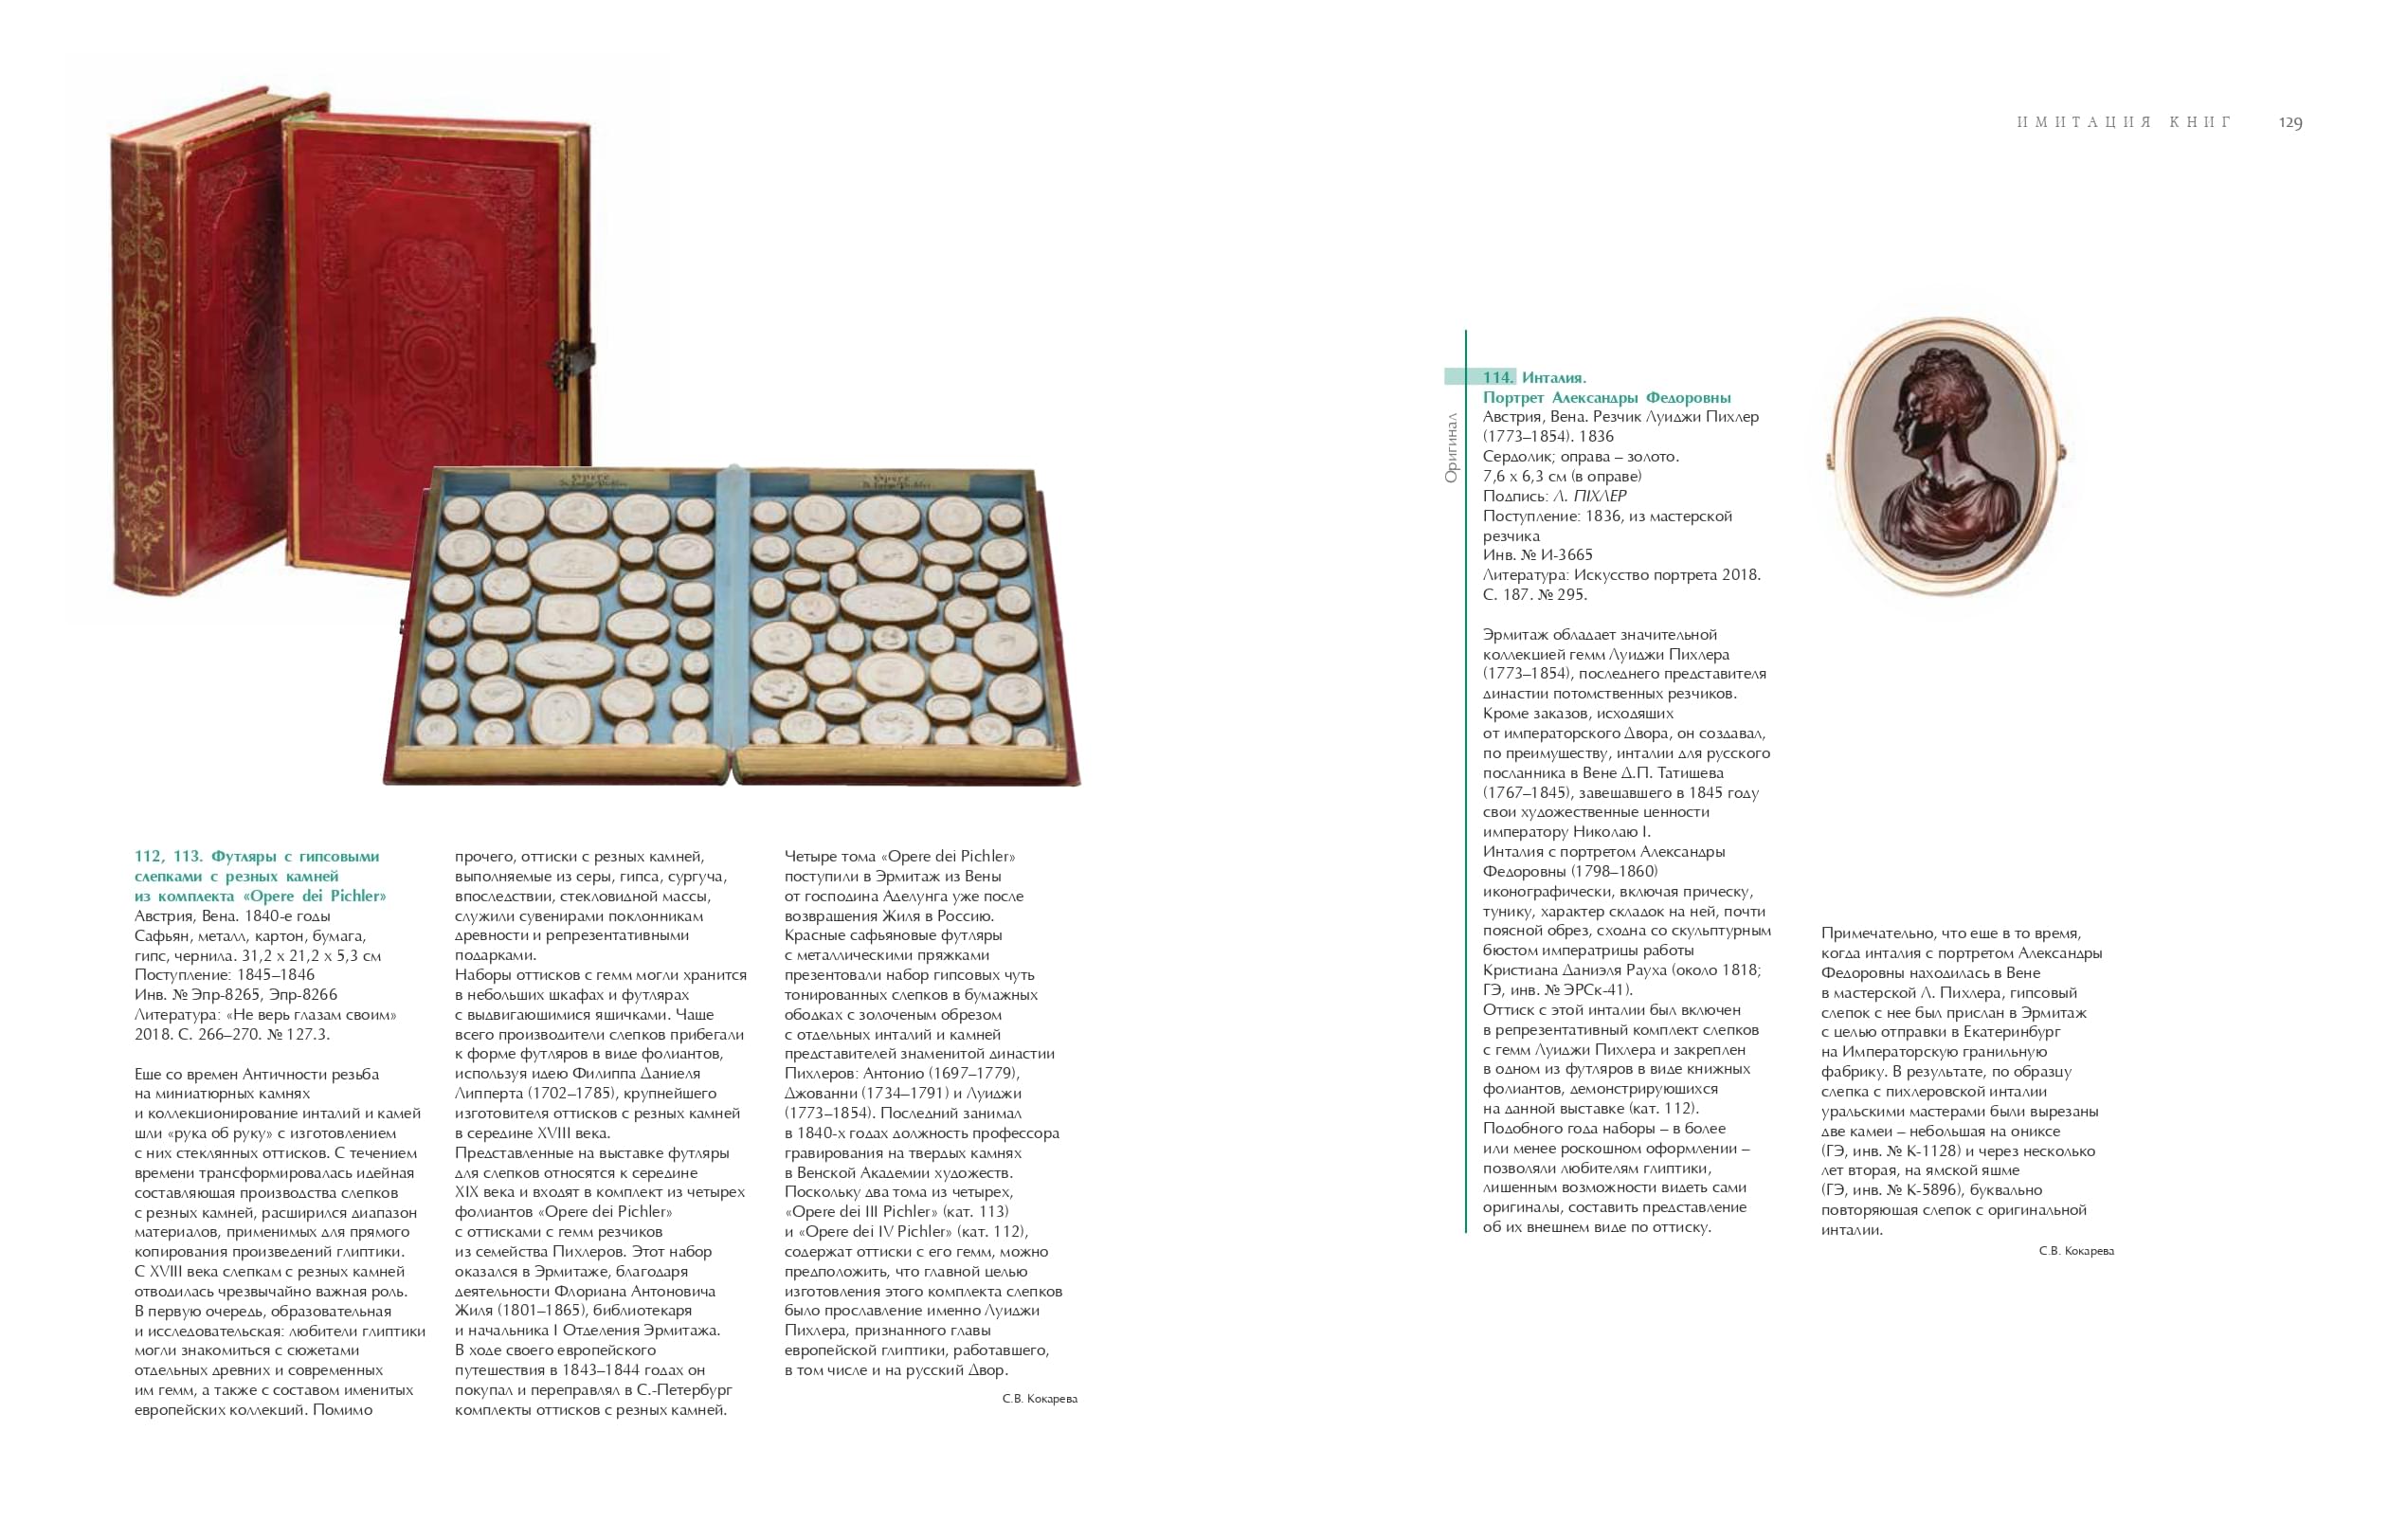 ИМИТАЦИЯ КНИГ 129
Opere
Opere
112, 113. Футляры с гипсовыми
слепками с резных камней
из комплекта «Opere dei Pichler»
Австрия, Вена. 1840-е годы
Сафьян, металл, картон, бумага,
гипс, чернила. 31,2 x 21,2 x 5,3 см
Поступление: 1845–1846
Инв. № Эпр-8265, Эпр-8266
Литература: «Не верь глазам своим»
2018. С. 266–270. № 127.3.
Еще со времен Античности резьба
на миниатюрных камнях
и коллекционирование инталий и камей
шли «рука об руку» с изготовлением
с них стеклянных оттисков. С течением
времени трансформировалась идейная
составляющая производства слепков
с резных камней, расширился диапазон
материалов, применимых для прямого
копирования произведений глиптики.
С XVIII века слепкам с резных камней
отводилась чрезвычайно важная роль.
В первую очередь, образовательная
и исследовательская: любители глиптики
могли знакомиться с сюжетами
отдельных древних и современных
им гемм, а также с составом именитых
европейских коллекций. Помимо
прочего, оттиски с резных камней,
выполняемые из серы, гипса, сургуча,
впоследствии, стекловидной массы,
служили сувенирами поклонникам
древности и репрезентативными
подарками.
Наборы оттисков с гемм могли хранится
в небольших шкафах и футлярах
с выдвигающимися ящичками. Чаще
всего производители слепков прибегали
к форме футляров в виде фолиантов,
используя идею Филиппа Даниеля
Липперта (1702–1785), крупнейшего
изготовителя оттисков с резных камней
в середине XVIII века.
Представленные на выставке футляры
для слепков относятся к середине
XIX века и входят в комплект из четырех
фолиантов «Opere dei Pichler»
с оттисками с гемм резчиков
из семейства Пихлеров. Этот набор
оказался в Эрмитаже, благодаря
деятельности Флориана Антоновича
Жиля (1801–1865), библиотекаря
и начальника I Отделения Эрмитажа.
В ходе своего европейского
путешествия в 1843–1844 годах он
покупал и переправлял в С.-Петербург
комплекты оттисков с резных камней.
Четыре тома «Opere dei Pichler»
поступили в Эрмитаж из Вены
от господина Аделунга уже после
возвращения Жиля в Россию.
Красные сафьяновые футляры
с металлическими пряжками
презентовали набор гипсовых чуть
тонированных слепков в бумажных
ободках с золоченым обрезом
с отдельных инталий и камней
представителей знаменитой династии
Пихлеров: Антонио (1697–1779),
Джованни (1734–1791) и Луиджи
(1773–1854). Последний занимал
в 1840-х годах должность профессора
гравирования на твердых камнях
в Венской Академии художеств.
Поскольку два тома из четырех,
«Opere dei III Pichler» (кат. 113)
и «Opere dei IV Pichler» (кат. 112),
содержат оттиски с его гемм, можно
предположить, что главной целью
изготовления этого комплекта слепков
было прославление именно Луиджи
Пихлера, признанного главы
европейской глиптики, работавшего,
в том числе и на русский Двор.
С.В. Кокарева
Оригинал
114. Инталия.
Портрет Александры Федоровны
Австрия, Вена. Резчик Луиджи Пихлер
(1773–1854). 1836
Сердолик; оправа – золото.
7,6 x 6,3 см (в оправе)
Подпись: Л. ПІХЛЕР
Поступление: 1836, из мастерской
резчика
Инв. № И-3665
Литература: Искусство портрета 2018.
С. 187. № 295.
Эрмитаж обладает значительной
коллекцией гемм Луиджи Пихлера
(1773–1854), последнего представителя
династии потомственных резчиков.
Кроме заказов, исходящих
от императорского Двора, он создавал,
по преимуществу, инталии для русского
посланника в Вене Д.П. Татищева
(1767–1845), завещавшего в 1845 году
свои художественные ценности
императору Николаю I.
Инталия с портретом Александры
Федоровны (1798–1860)
иконографически, включая прическу,
тунику, характер складок на ней, почти
поясной обрез, сходна со скульптурным
бюстом императрицы работы
Кристиана Даниэля Рауха (около 1818;
ГЭ, инв. № ЭРСк-41).
Оттиск с этой инталии был включен
в репрезентативный комплект слепков
с гемм Луиджи Пихлера и закреплен
в одном из футляров в виде книжных
фолиантов, демонстрирующихся
на данной выставке (кат. 112).
Подобного года наборы – в более
или менее роскошном оформлении –
позволяли любителям глиптики,
лишенным возможности видеть сами
оригиналы, составить представление
об их внешнем виде по оттиску.
Примечательно, что еще в то время,
когда инталия с портретом Александры
Федоровны находилась в Вене
в мастерской Л. Пихлера, гипсовый
слепок с нее был прислан в Эрмитаж
с целью отправки в Екатеринбург
на Императорскую гранильную
фабрику. В результате, по образцу
слепка с пихлеровской инталии
уральскими мастерами были вырезаны
две камеи – небольшая на ониксе
(ГЭ, инв. № К-1128) и через несколько
лет вторая, на ямской яшме
(ГЭ, инв. № К-5896), буквально
повторяющая слепок с оригинальной
инталии.
С.В. Кокарева